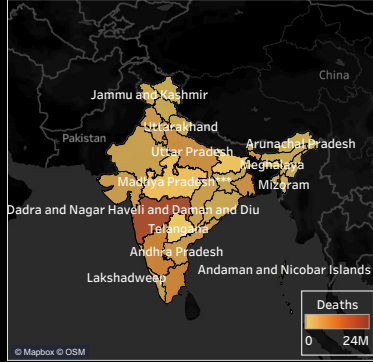 China
Jammu and Kashmir
Uttarakhand
Pakistan
Arunachal Pradesh
Uttar Pradesh
Meghalaya
Madhya Pradesh***
Mizoram
Dadra and Nagar Haveli and Daman and Diu
Telangana
Andhra Pradesh
Andaman and Nicobar Islands
Lakshadweep
Deaths
0 24M
© Mapbox © OSM